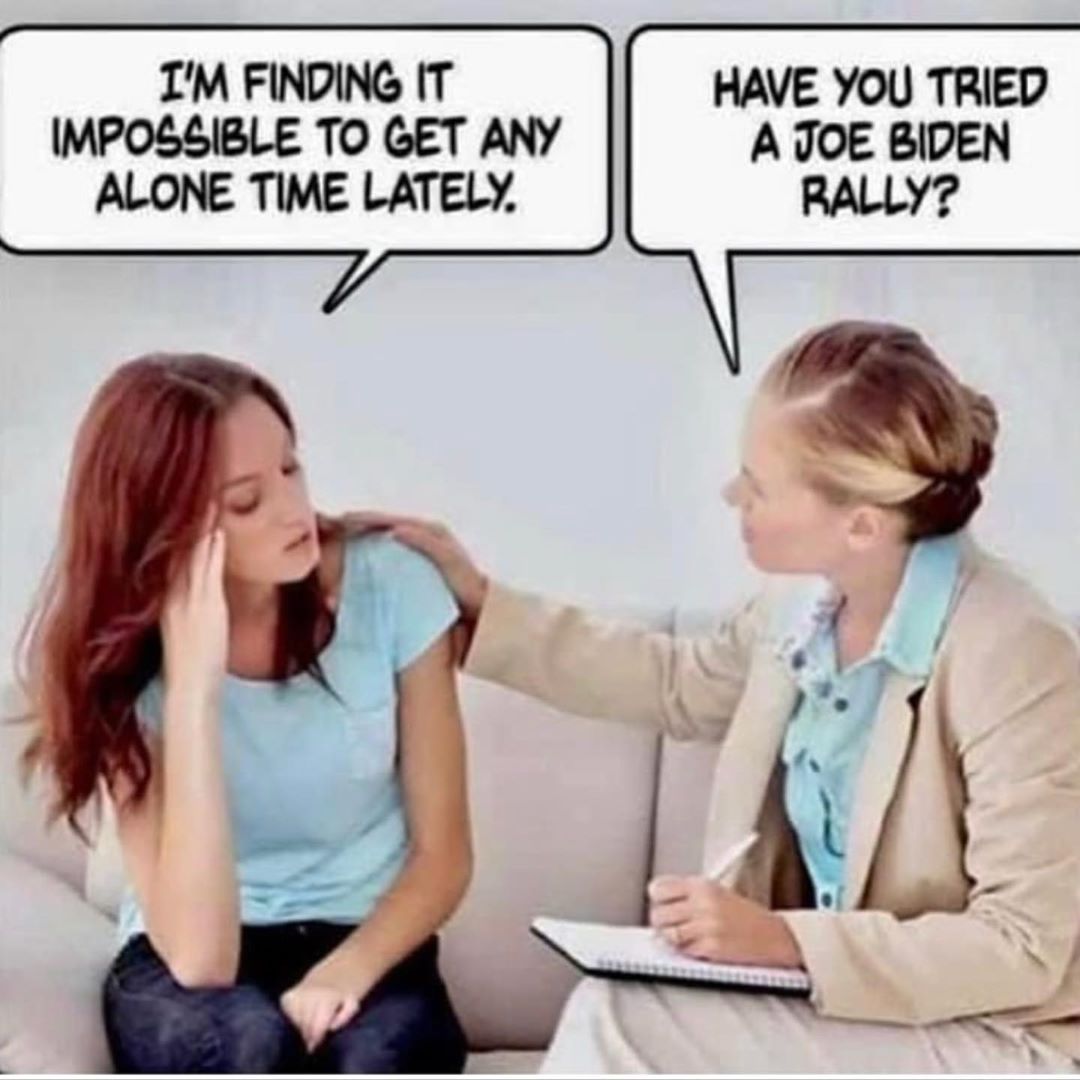 I'M FINDING IT
IMPOSSIBLE TO GET ANY
ALONE TIME LATELY.
HAVE YOU TRIED
A JOE BIDEN
RALLY?